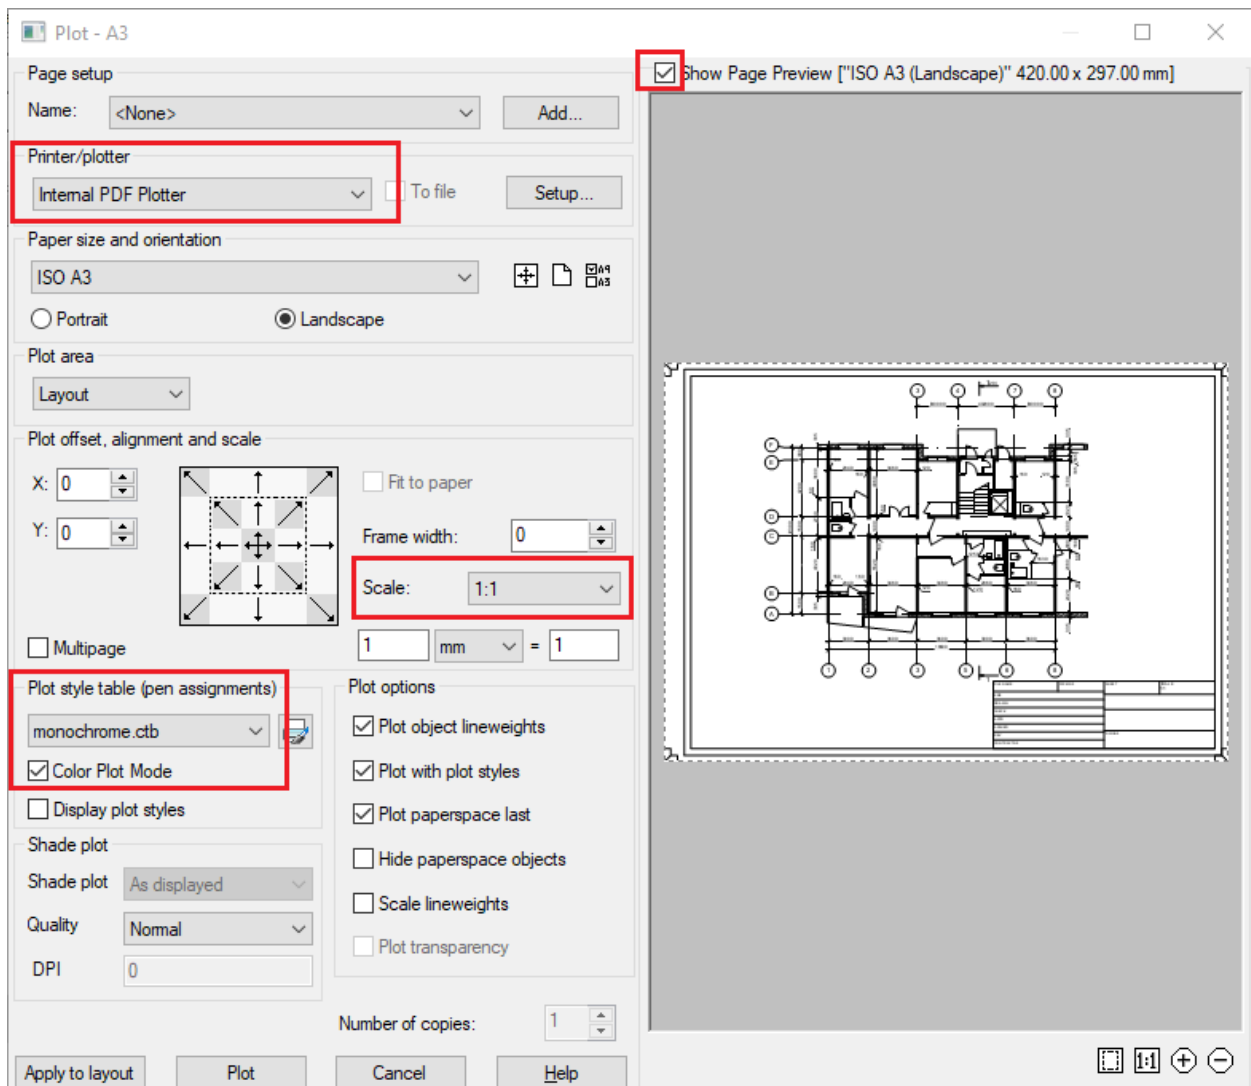 Plot - A3
Page setup
Name: <None> Add...
Printer/plotter
Internal PDF Plotter To file Setup...
Paper size and orientation
ISO A3
Portrait Landscape
Plot area
Layout
Plot offset, alignment and scale
X: 0
Y: 0
Fit to paper
Frame width: 0
Scale: 1:1
Multipage
1 mm = 1
Plot style table (pen assignments)
monochrome.ctb
Color Plot Mode
Display plot styles
Shade plot
Shade plot As displayed
Quality Normal
DPI 0
Plot options
Plot object lineweights
Plot with plot styles
Plot paperspace last
Hide paperspace objects
Scale lineweights
Plot transparency
Number of copies: 1
Apply to layout Plot Cancel Help
Show Page Preview ["ISO A3 (Landscape)" 420.00 x 297.00 mm]
1:1